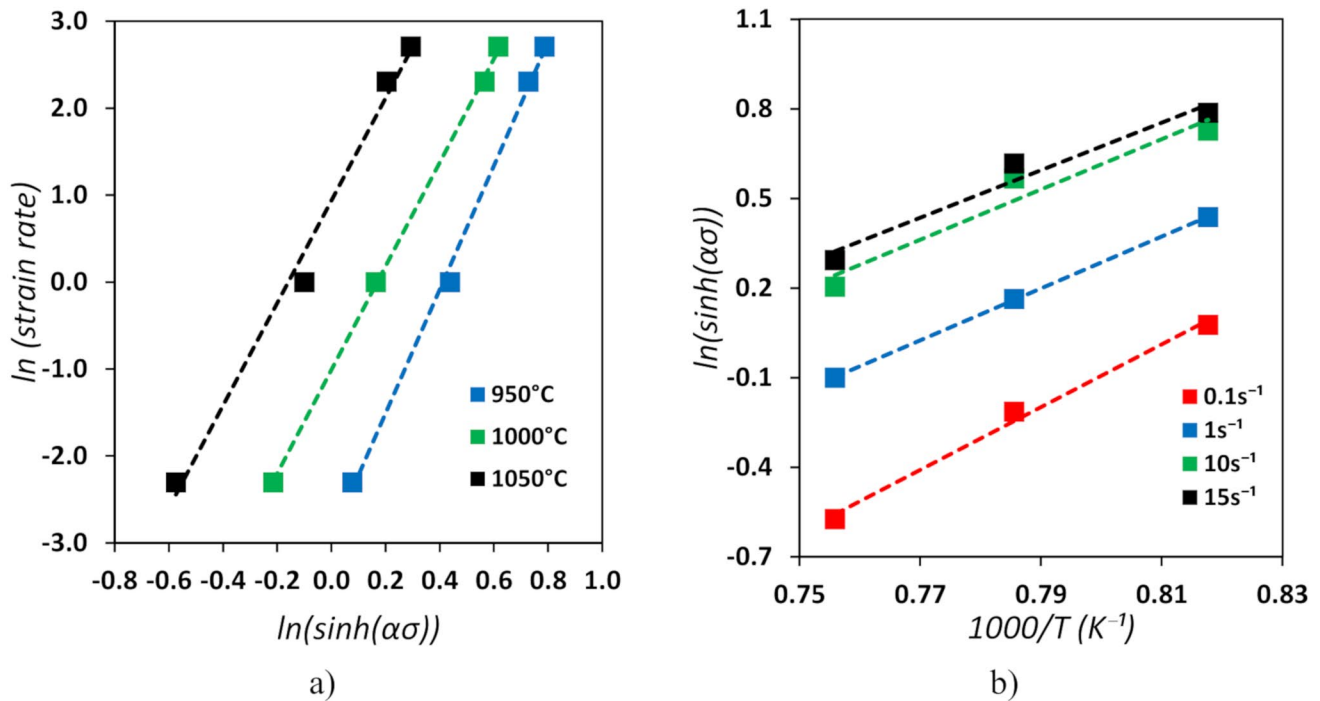 3.0
2.0
1.0
0.0
-1.0
-2.0
-3.0
ln (strain rate)
950°C
1000°C
1050°C
-0.8 -0.6 -0.4 -0.2 0.0 0.2 0.4 0.6 0.8 1.0
ln(sinh(ασ))
a)
1.1
0.8
0.5
0.2
-0.1
-0.4
-0.7
ln(sinh(ασ))
0.1s⁻¹
1s⁻¹
10s⁻¹
15s⁻¹
0.75 0.77 0.79 0.81 0.83
1000/T (K⁻¹)
b)